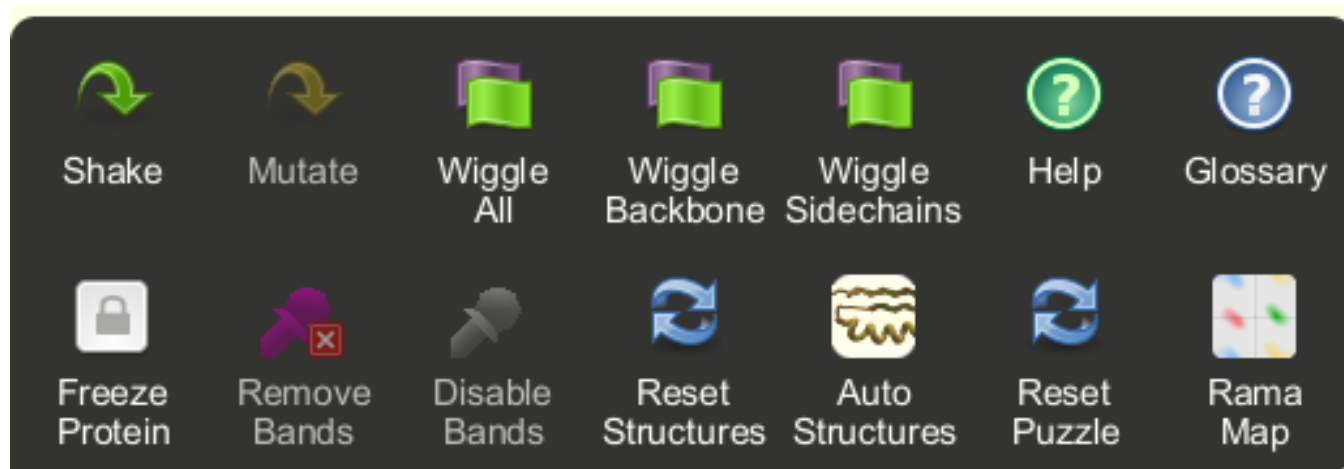 Shake
Mutate
Wiggle
All
Wiggle
Backbone
Wiggle
Sidechains
Help
Glossary
Freeze
Protein
Remove
Bands
Disable
Bands
Reset
Structures
Auto
Structures
Reset
Puzzle
Rama
Map